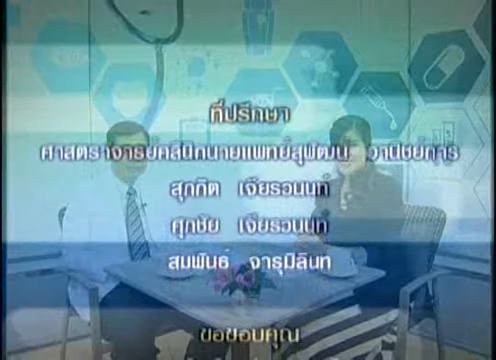 ที่ปรึกษา
ศาสตราจารย์คลินิกนายแพทย์สุพัฒน์ วานิชย์การ
สุภกิต เจียรวนนท์
ศุภชัย เจียรวนนท์
สมพันธ์ จารุมิลินท
ขอขอบคุณ